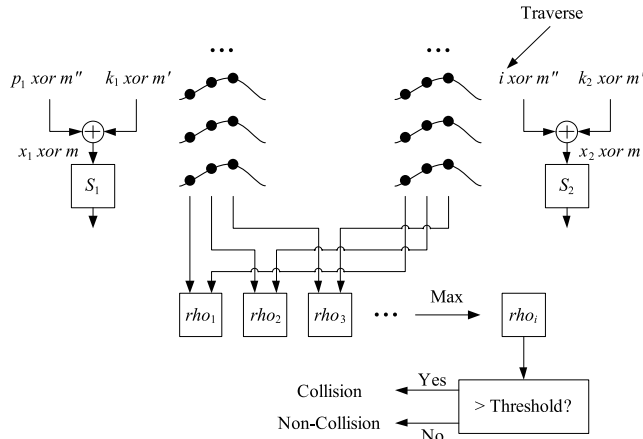 Traverse
... ...
p₁ xor m″ k₁ xor m′ i xor m″ k₂ xor m′
x₁ xor m x₂ xor m
S₁ S₂
rho₁ rho₂ rho₃ ... Max rhoᵢ
Yes
Collision
> Threshold?
Non-Collision
No